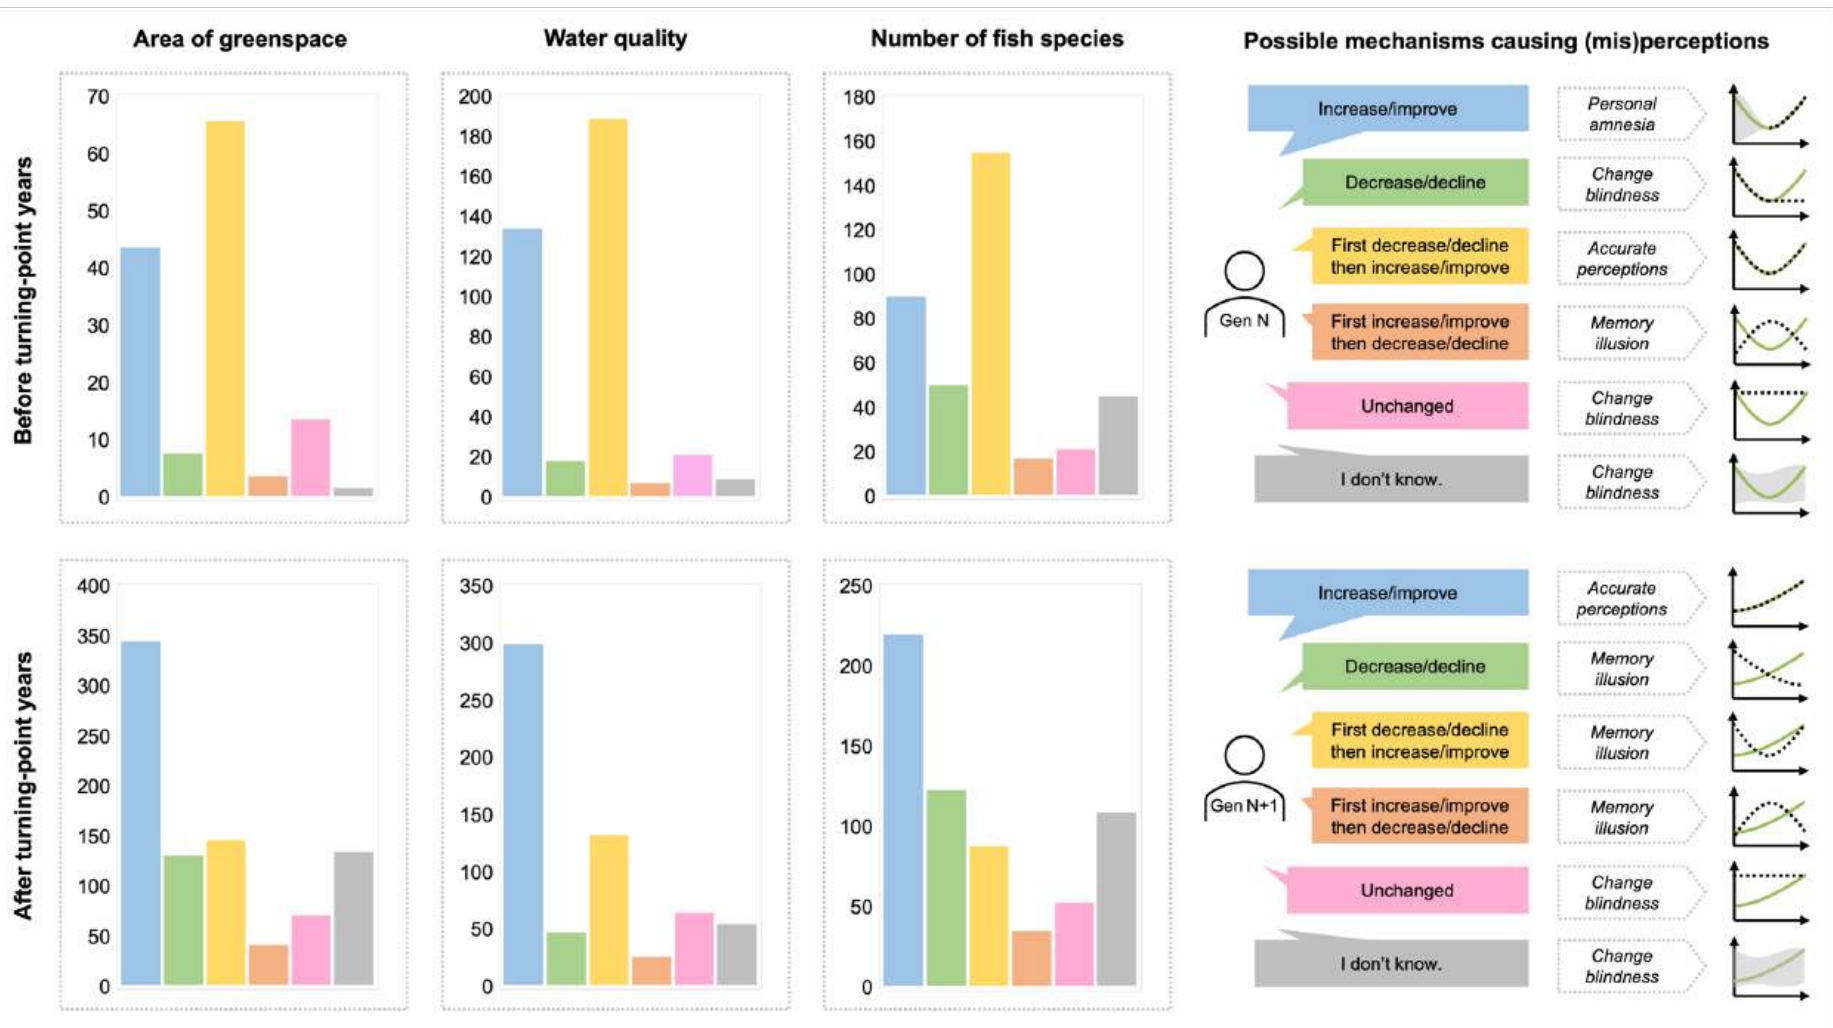 Area of greenspace
Water quality
Number of fish species
Possible mechanisms causing (mis)perceptions
Before turning-point years
70
60
50
40
30
20
10
0
200
180
160
140
120
100
80
60
40
20
0
180
160
140
120
100
80
60
40
20
0
Gen N
Increase/improve
Personal
amnesia
Decrease/decline
Change
blindness
First decrease/decline
then increase/improve
Accurate
perceptions
First increase/improve
then decrease/decline
Memory
illusion
Unchanged
Change
blindness
I don't know.
Change
blindness
After turning-point years
400
350
300
250
200
150
100
50
0
350
300
250
200
150
100
50
0
250
200
150
100
50
0
Gen N+1
Increase/improve
Accurate
perceptions
Decrease/decline
Memory
illusion
First decrease/decline
then increase/improve
Memory
illusion
First increase/improve
then decrease/decline
Memory
illusion
Unchanged
Change
blindness
I don't know.
Change
blindness